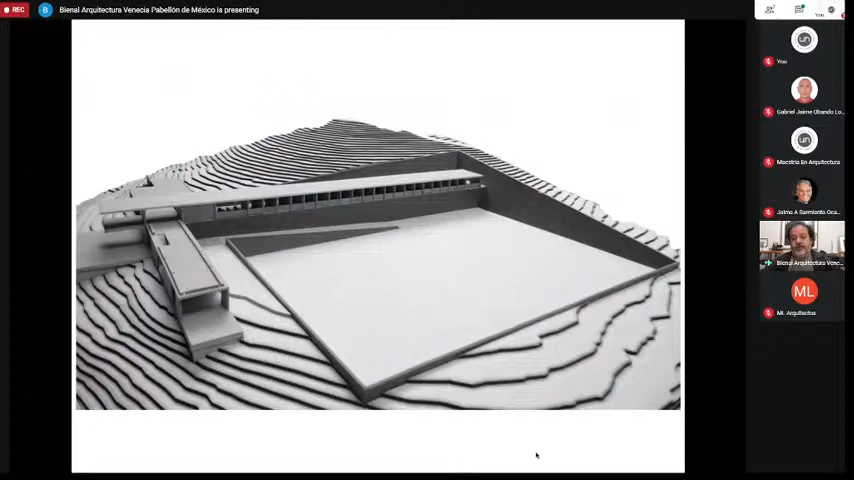 REC
B
Bienal Arquitectura Venecia Pabellón de México is presenting
You
You
Gabriel Jaime Obando Lo...
Maestría En Arquitectura
Jaime A Sarmiento Oca...
Bienal Arquitectura Venec...
ML
ML Arquitectos